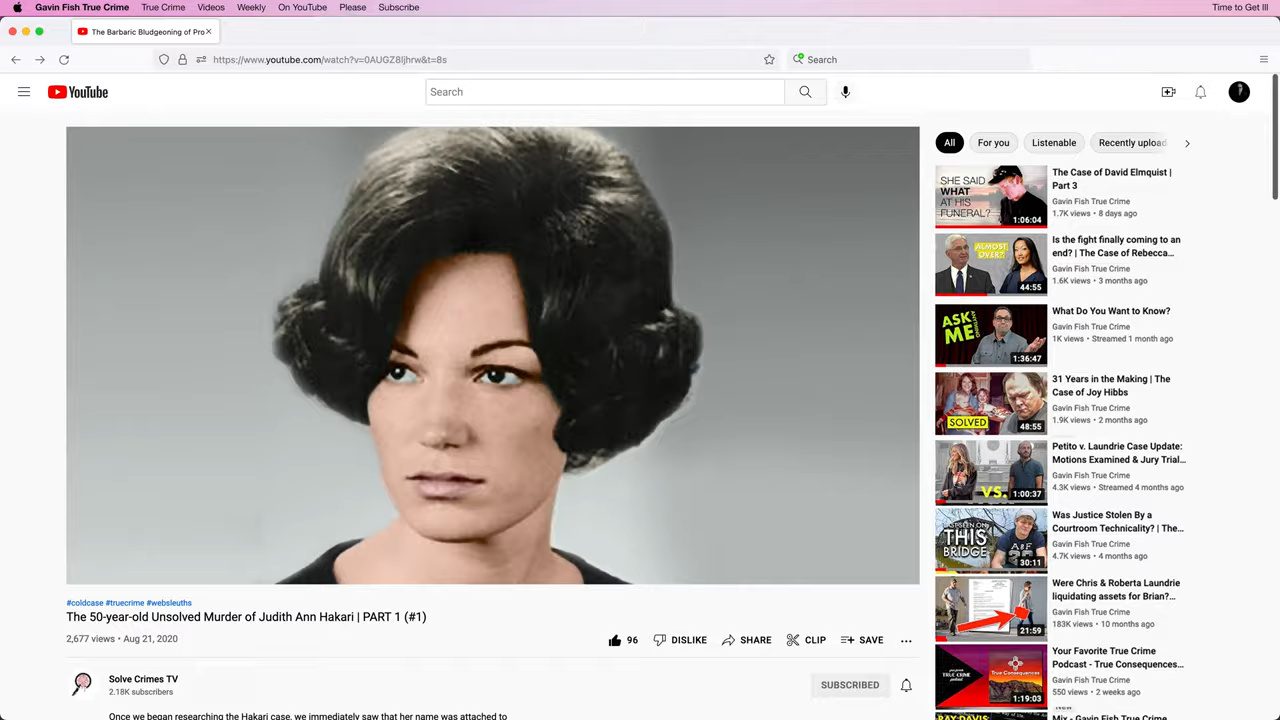 Gavin Fish True Crime True Crime Videos Weekly On YouTube Please Subscribe Time to Get Ill
The Barbaric Bludgeoning of Pro
https://www.youtube.com/watch?v=0AUGZ8ljhrw&t=8s
Search
YouTube
Search
All For you Listenable Recently upload
SHE SAID
WHAT
AT HIS
FUNERAL?
1:06:04
The Case of David Elmquist |
Part 3
Gavin Fish True Crime
1.7K views • 8 days ago
ALMOST
OVER?
44:55
Is the fight finally coming to an
end? | The Case of Rebecca...
Gavin Fish True Crime
1.6K views • 3 months ago
ASK
ME
ANYTHING
1:36:47
What Do You Want to Know?
Gavin Fish True Crime
1K views • Streamed 1 month ago
SOLVED
48:55
31 Years in the Making | The
Case of Joy Hibbs
Gavin Fish True Crime
1.9K views • 2 months ago
VS.
1:00:37
Petito v. Laundrie Case Update:
Motions Examined & Jury Trial...
Gavin Fish True Crime
4.3K views • Streamed 4 months ago
LAST SEEN ON
THIS
BRIDGE
30:11
Was Justice Stolen By a
Courtroom Technicality? | The...
Gavin Fish True Crime
4.7K views • 4 months ago
21:59
Were Chris & Roberta Laundrie
liquidating assets for Brian?...
Gavin Fish True Crime
183K views • 10 months ago
TRUE CRIME
True Consequences
1:19:03
Your Favorite True Crime
Podcast - True Consequences...
Gavin Fish True Crime
550 views • 2 weeks ago
New
RAY DAVIS
Mix - Gavin Fish True Crime
#coldcase #truecrime #websleuths
The 50-year-old Unsolved Murder of Judith Ann Hakari | PART 1 (#1)
2,677 views • Aug 21, 2020
96 DISLIKE SHARE CLIP SAVE ...
Solve Crimes TV
2.18K subscribers
SUBSCRIBED
Once we began researching the Hakari case, we immediately saw that her name was attached to